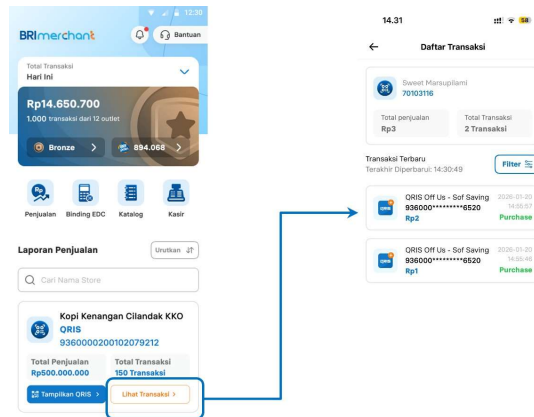 12:30
BRImerchant
Bantuan
Total Transaksi
Hari Ini
Rp14.650.700
1.000 transaksi dari 12 outlet
Bronze >
894.068 >
Penjualan
Binding EDC
Katalog
Kasir
Laporan Penjualan
Urutkan
Cari Nama Store
Kopi Kenangan Cilandak KKO
QRIS
9360000200102079212
Total Penjualan
Rp500.000.000
Total Transaksi
150 Transaksi
Tampilkan QRIS >
Lihat Transaksi >
14.31
58
Daftar Transaksi
Sweet Marsupilami
70103116
Total penjualan
Rp3
Total Transaksi
2 Transaksi
Transaksi Terbaru
Terakhir Diperbarui: 14:30:49
Filter
QRIS
QRIS Off Us - Sof Saving
936000*********6520
Rp2
2026-01-20
14:55:57
Purchase
QRIS
QRIS Off Us - Sof Saving
936000*********6520
Rp1
2026-01-20
14:55:46
Purchase